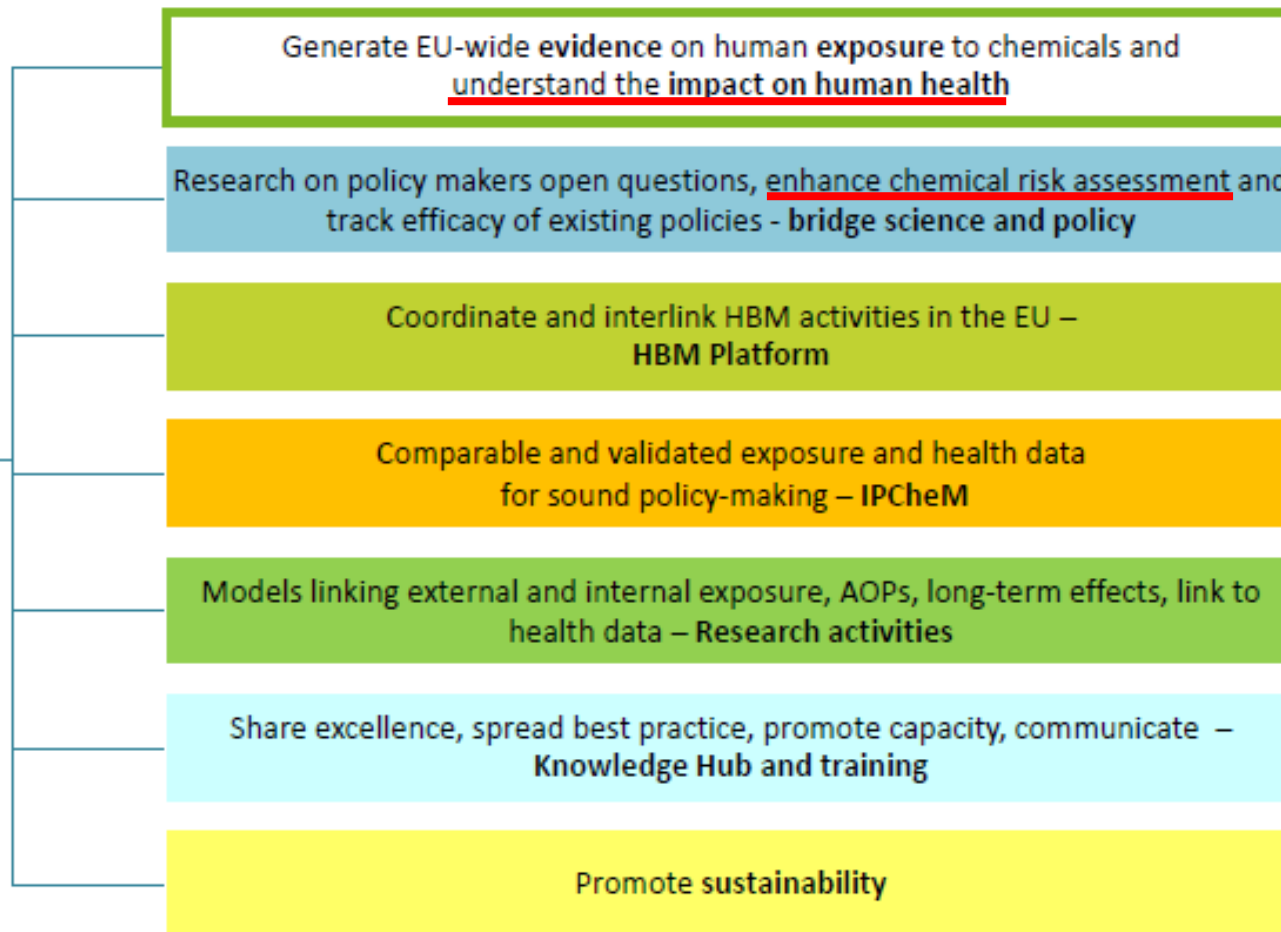 Generate EU-wide evidence on human exposure to chemicals and
understand the impact on human health
Research on policy makers open questions, enhance chemical risk assessment and
track efficacy of existing policies - bridge science and policy
Coordinate and interlink HBM activities in the EU –
HBM Platform
Comparable and validated exposure and health data
for sound policy-making – IPCheM
Models linking external and internal exposure, AOPs, long-term effects, link to
health data – Research activities
Share excellence, spread best practice, promote capacity, communicate –
Knowledge Hub and training
Promote sustainability